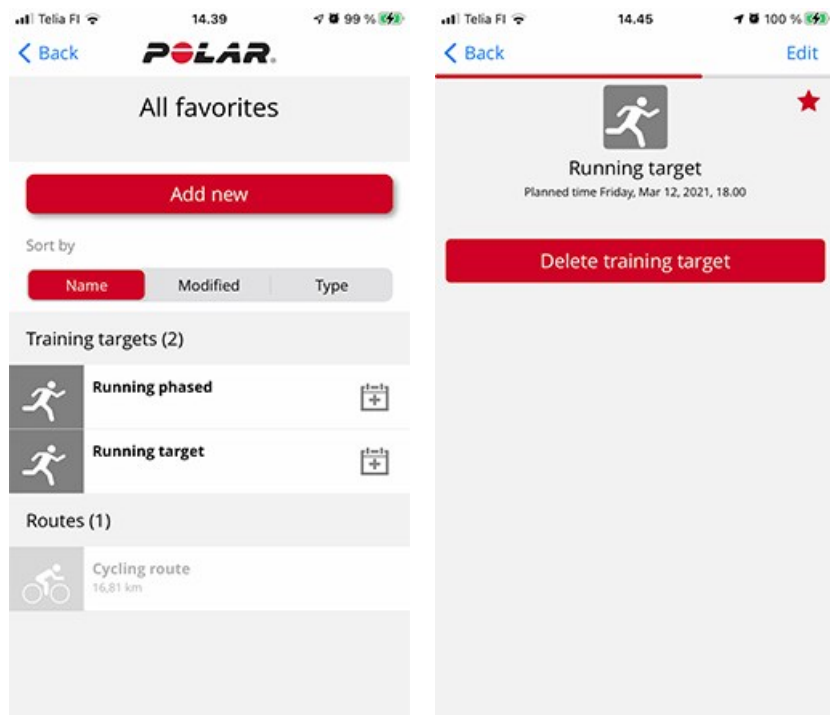 Telia FI 14.39 99 %
Back POLAR.
All favorites
Add new
Sort by
Name Modified Type
Training targets (2)
Running phased
Running target
Routes (1)
Cycling route
16,81 km
Telia FI 14.45 100 %
Back Edit
Running target
Planned time Friday, Mar 12, 2021, 18.00
Delete training target